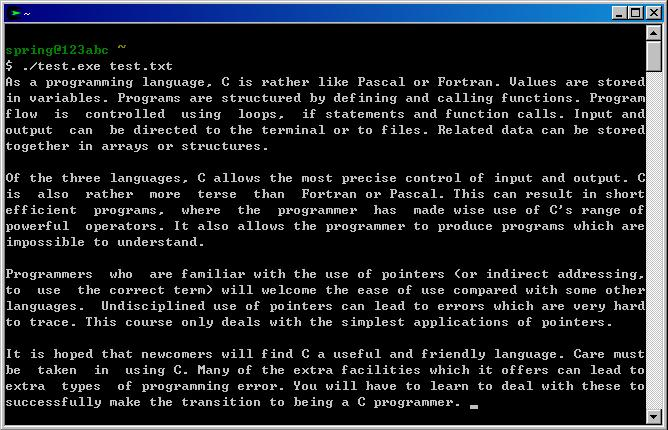 ~
spring@123abc ~
$ ./test.exe test.txt
As a programming language, C is rather like Pascal or Fortran. Values are stored
in variables. Programs are structured by defining and calling functions. Program
flow  is  controlled  using  loops,  if statements and function calls. Input and
output  can  be directed to the terminal or to files. Related data can be stored
together in arrays or structures.

Of the three languages, C allows the most precise control of input and output. C
is  also  rather  more  terse  than  Fortran or Pascal. This can result in short
efficient  programs,  where  the  programmer  has  made wise use of C's range of
powerful  operators. It also allows the programmer to produce programs which are
impossible to understand.

Programmers  who  are familiar with the use of pointers (or indirect addressing,
to  use  the correct term) will welcome the ease of use compared with some other
languages.  Undisciplined use of pointers can lead to errors which are very hard
to trace. This course only deals with the simplest applications of pointers.

It is hoped that newcomers will find C a useful and friendly language. Care must
be  taken  in  using C. Many of the extra facilities which it offers can lead to
extra  types  of programming error. You will have to learn to deal with these to
successfully make the transition to being a C programmer.